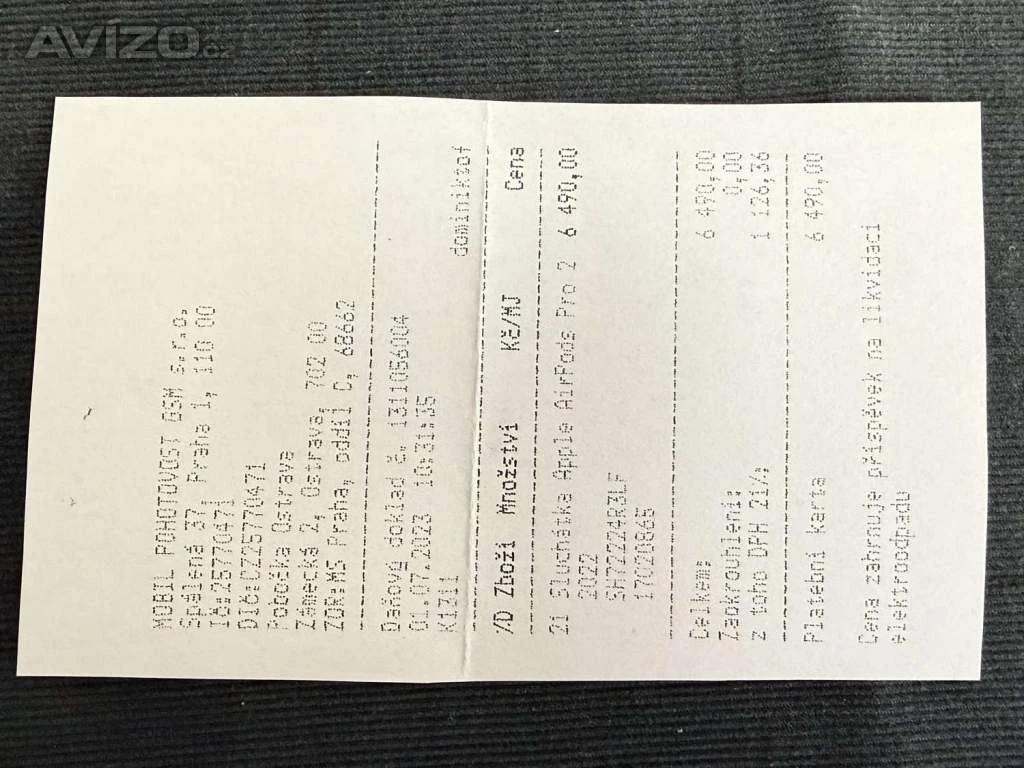 AVIZO.cz
MOBIL POHOTOVOST GSM s.r.o.
Spálená 37, Praha 1, 110 00
IČ:25770471
DIČ:CZ25770471
Pobočka Ostrava
Zámecká 2, Ostrava, 702 00
ZOR:MS Praha, oddíl C, 68662
Daňový doklad č. 1311056004
01.07.2023 10:31:35
K1311 dominiktof
%D Zboží Množství Kč/MJ Cena
21 Sluchátka Apple AirPods Pro 2 6 490,00
2022
SH7224R3LF
1702086E
Celkem: 6 490,00
Zaokrouhlení: 0,00
z toho DPH 21%: 1 126,36
Platební karta 6 490,00
Cena zahrnuje příspěvek na likvidaci
elektroodpadu